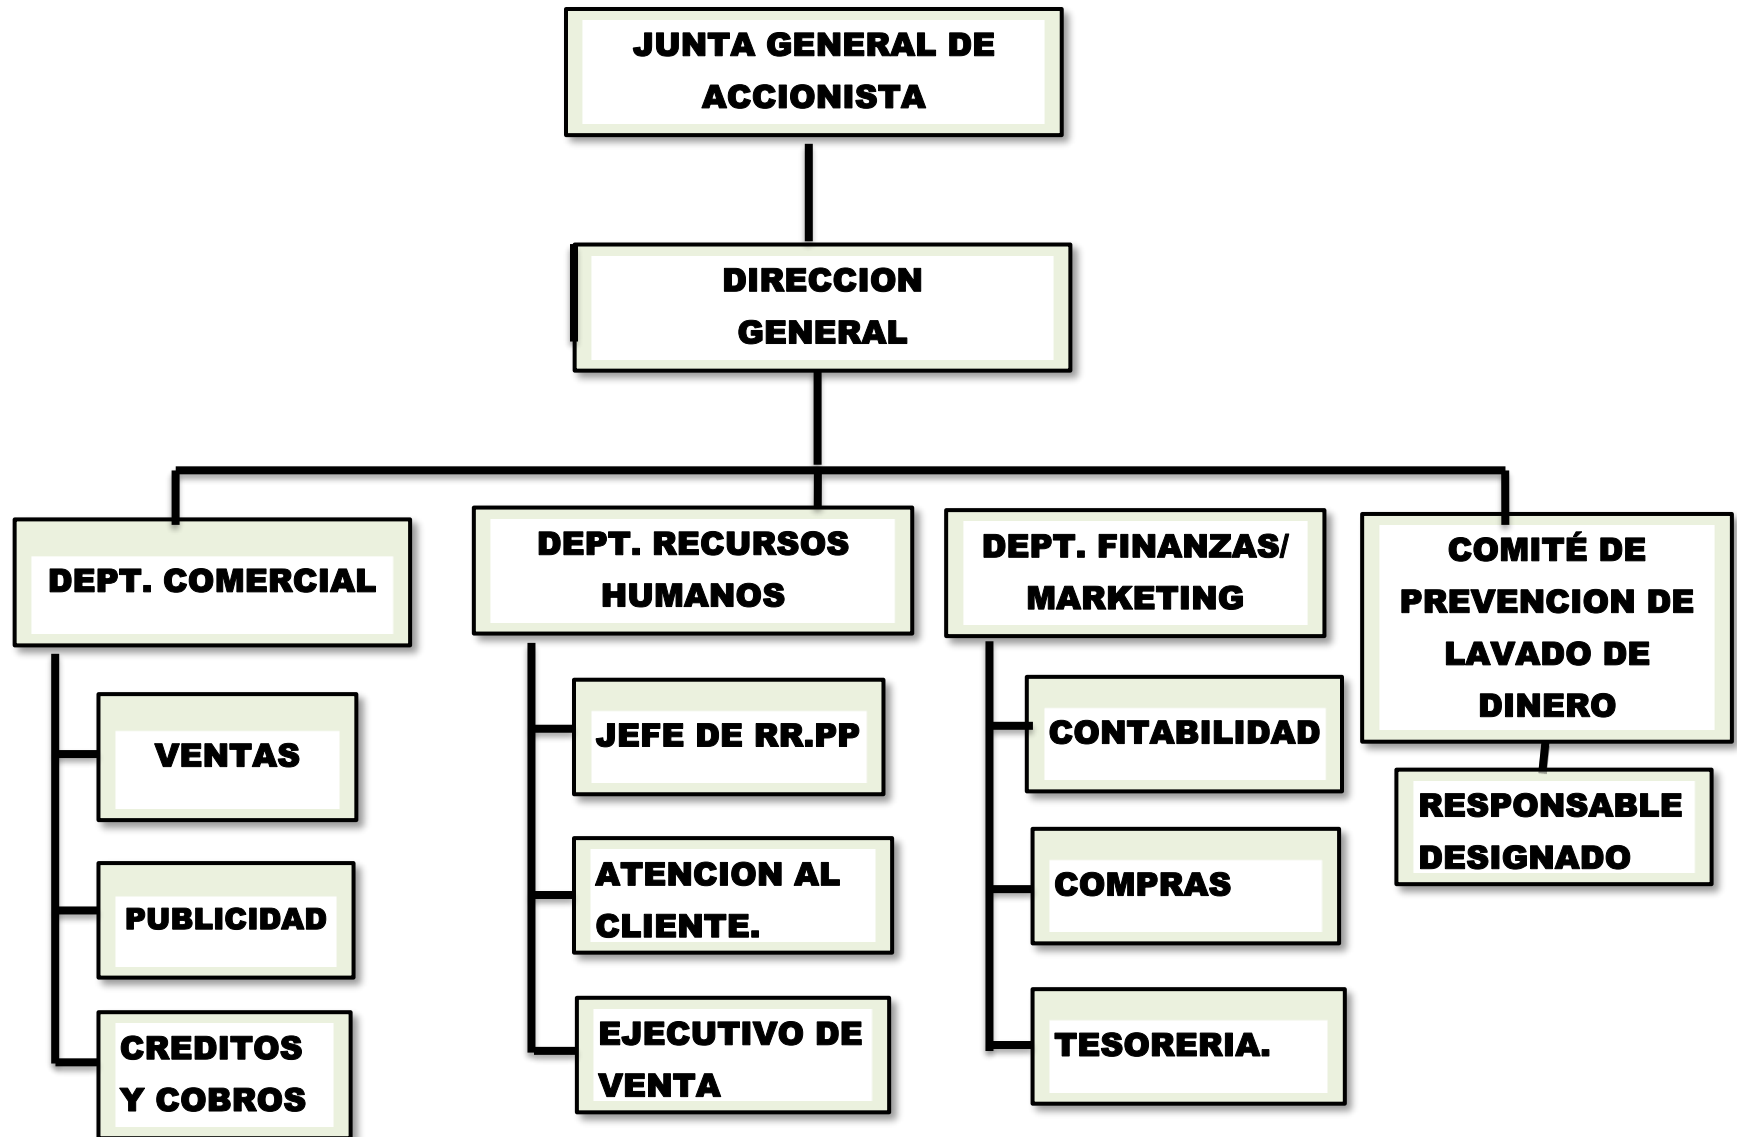 JUNTA GENERAL DE
ACCIONISTA
DIRECCION
GENERAL
DEPT. COMERCIAL
VENTAS
PUBLICIDAD
CREDITOS
Y COBROS
DEPT. RECURSOS
HUMANOS
JEFE DE RR.PP
ATENCION AL
CLIENTE.
EJECUTIVO DE
VENTA
DEPT. FINANZAS/
MARKETING
CONTABILIDAD
COMPRAS
TESORERIA.
COMITÉ DE
PREVENCION DE
LAVADO DE
DINERO
RESPONSABLE
DESIGNADO